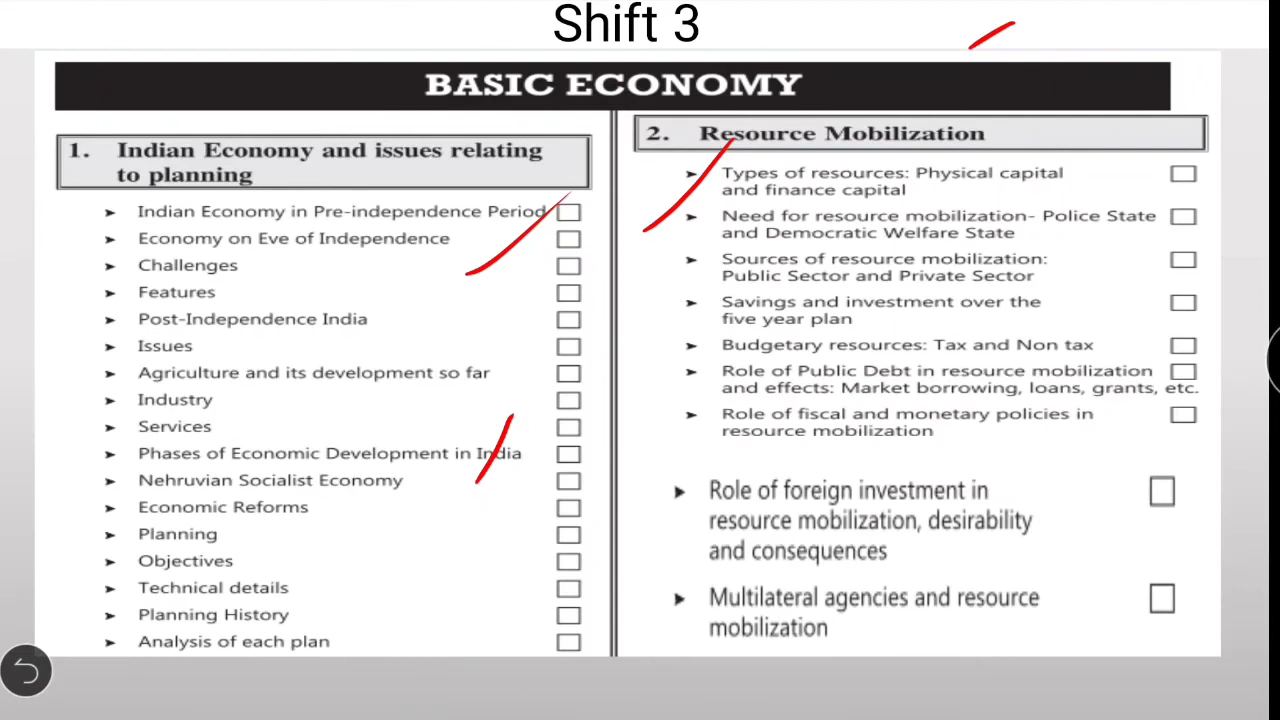 Shift 3
BASIC ECONOMY
1. Indian Economy and issues relating
to planning
➤ Indian Economy in Pre-independence Period
➤ Economy on Eve of Independence
➤ Challenges
➤ Features
➤ Post-Independence India
➤ Issues
➤ Agriculture and its development so far
➤ Industry
➤ Services
➤ Phases of Economic Development in India
➤ Nehruvian Socialist Economy
➤ Economic Reforms
➤ Planning
➤ Objectives
➤ Technical details
➤ Planning History
➤ Analysis of each plan
2. Resource Mobilization
➤ Types of resources: Physical capital
and finance capital
➤ Need for resource mobilization- Police State
and Democratic Welfare State
➤ Sources of resource mobilization:
Public Sector and Private Sector
➤ Savings and investment over the
five year plan
➤ Budgetary resources: Tax and Non tax
➤ Role of Public Debt in resource mobilization
and effects: Market borrowing, loans, grants, etc.
➤ Role of fiscal and monetary policies in
resource mobilization
➤ Role of foreign investment in
resource mobilization, desirability
and consequences
➤ Multilateral agencies and resource
mobilization